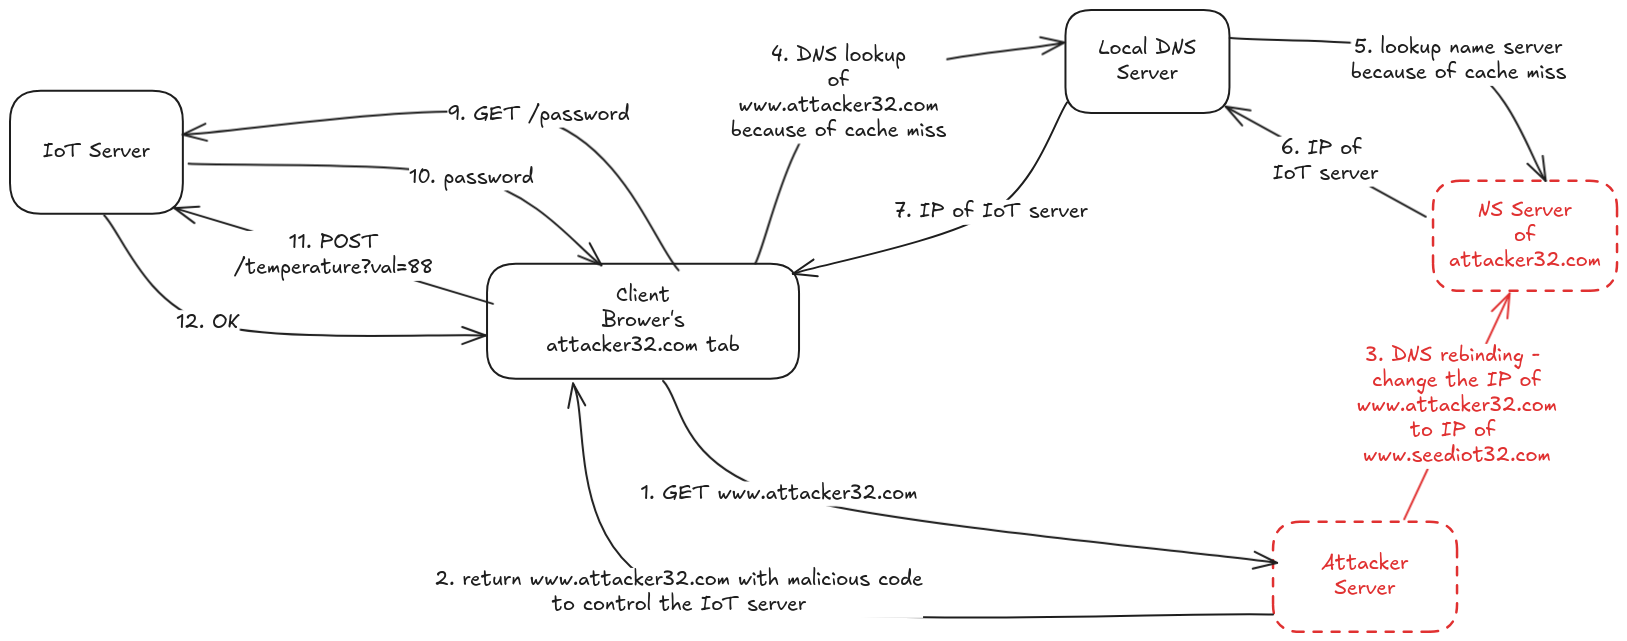 4. DNS lookup
of
www.attacker32.com
because of cache miss
Local DNS
Server
5. lookup name server
because of cache miss
9. GET /password
IoT Server
10. password
6. IP of
IoT server
7. IP of IoT server
NS Server
of
attacker32.com
11. POST
/temperature?val=88
12. OK
Client
Brower's
attacker32.com tab
3. DNS rebinding -
change the IP of
www.attacker32.com
to IP of
www.seediot32.com
1. GET www.attacker32.com
2. return www.attacker32.com with malicious code
to control the IoT server
Attacker
Server